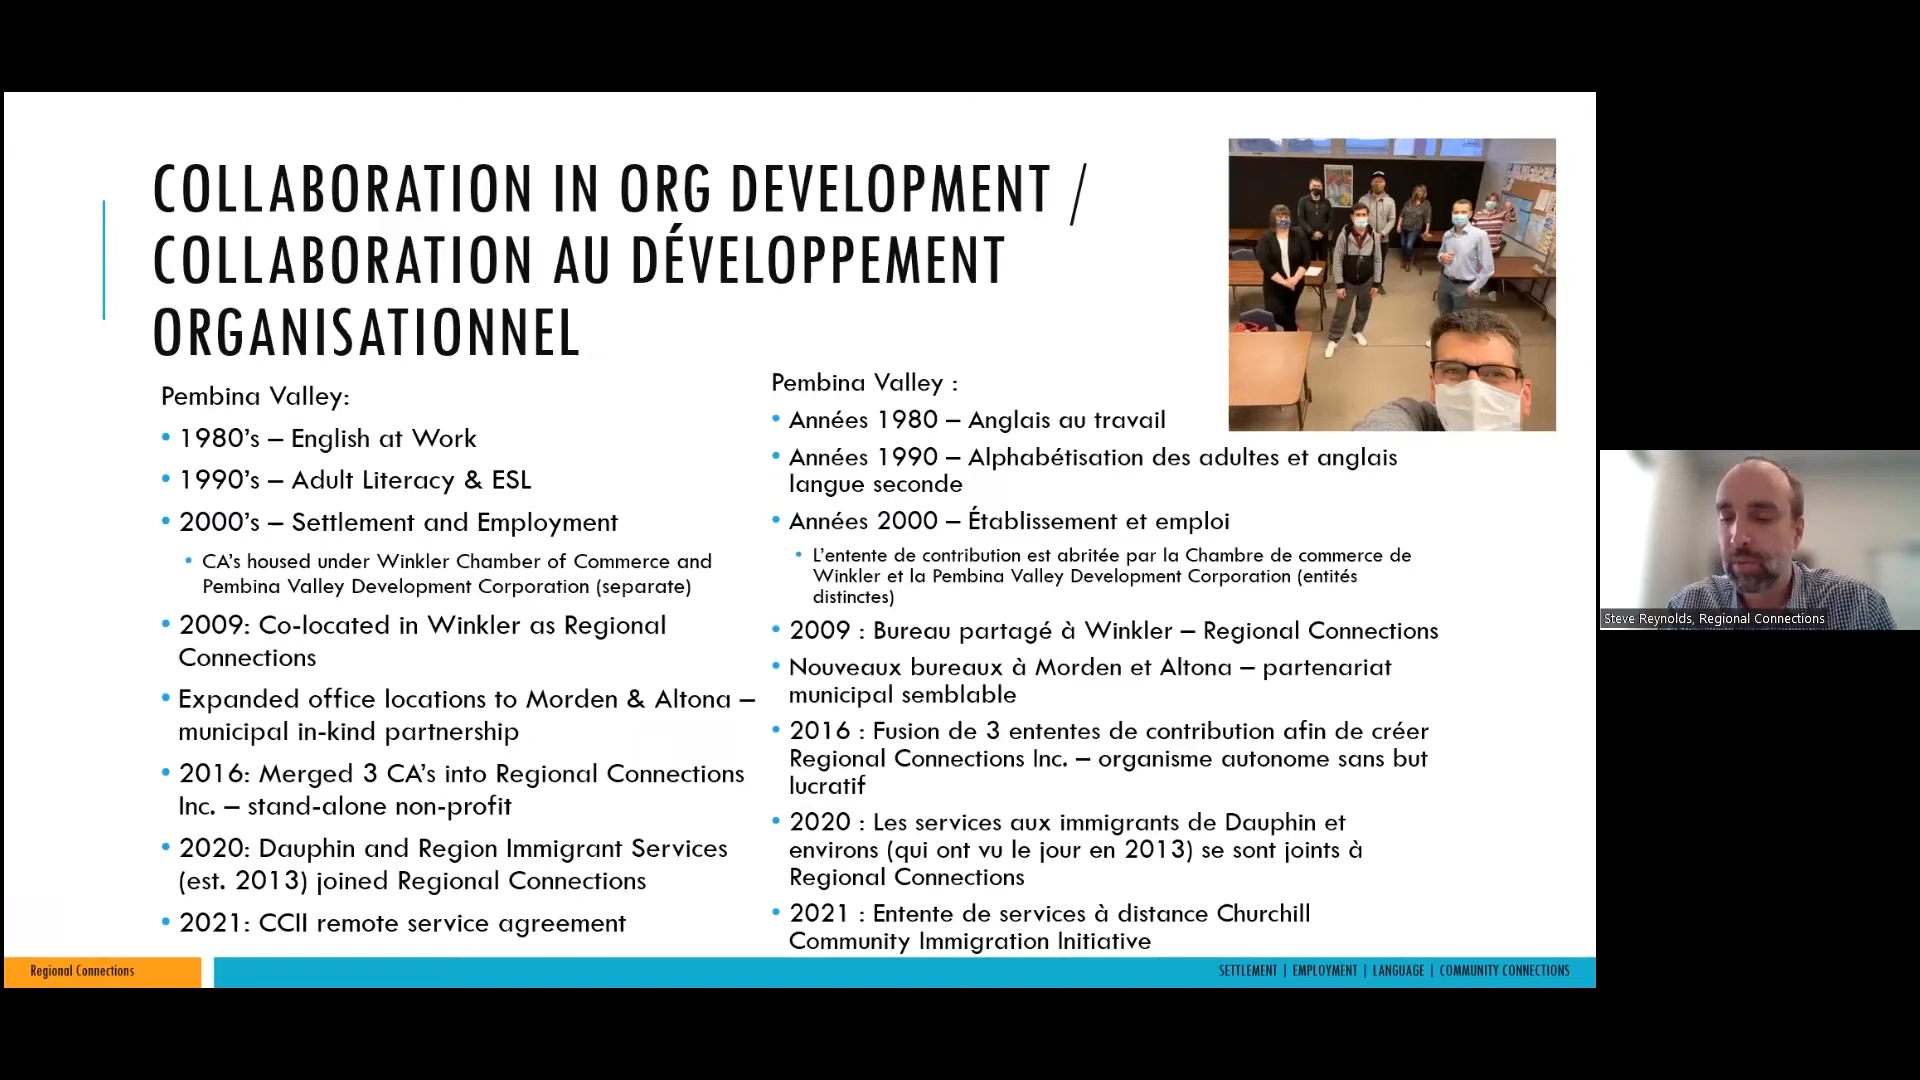 COLLABORATION IN ORG DEVELOPMENT /
COLLABORATION AU DÉVELOPPEMENT
ORGANISATIONNEL
Pembina Valley:
• 1980’s – English at Work
• 1990’s – Adult Literacy & ESL
• 2000’s – Settlement and Employment
• CA’s housed under Winkler Chamber of Commerce and
Pembina Valley Development Corporation (separate)
• 2009: Co-located in Winkler as Regional
Connections
• Expanded office locations to Morden & Altona –
municipal in-kind partnership
• 2016: Merged 3 CA’s into Regional Connections
Inc. – stand-alone non-profit
• 2020: Dauphin and Region Immigrant Services
(est. 2013) joined Regional Connections
• 2021: CCII remote service agreement
Pembina Valley :
• Années 1980 – Anglais au travail
• Années 1990 – Alphabétisation des adultes et anglais
langue seconde
• Années 2000 – Établissement et emploi
• L’entente de contribution est abritée par la Chambre de commerce de
Winkler et la Pembina Valley Development Corporation (entités
distinctes)
• 2009 : Bureau partagé à Winkler – Regional Connections
• Nouveaux bureaux à Morden et Altona – partenariat
municipal semblable
• 2016 : Fusion de 3 ententes de contribution afin de créer
Regional Connections Inc. – organisme autonome sans but
lucratif
• 2020 : Les services aux immigrants de Dauphin et
environs (qui ont vu le jour en 2013) se sont joints à
Regional Connections
• 2021 : Entente de services à distance Churchill
Community Immigration Initiative
Regional Connections
SETTLEMENT | EMPLOYMENT | LANGUAGE | COMMUNITY CONNECTIONS
Steve Reynolds, Regional Connections